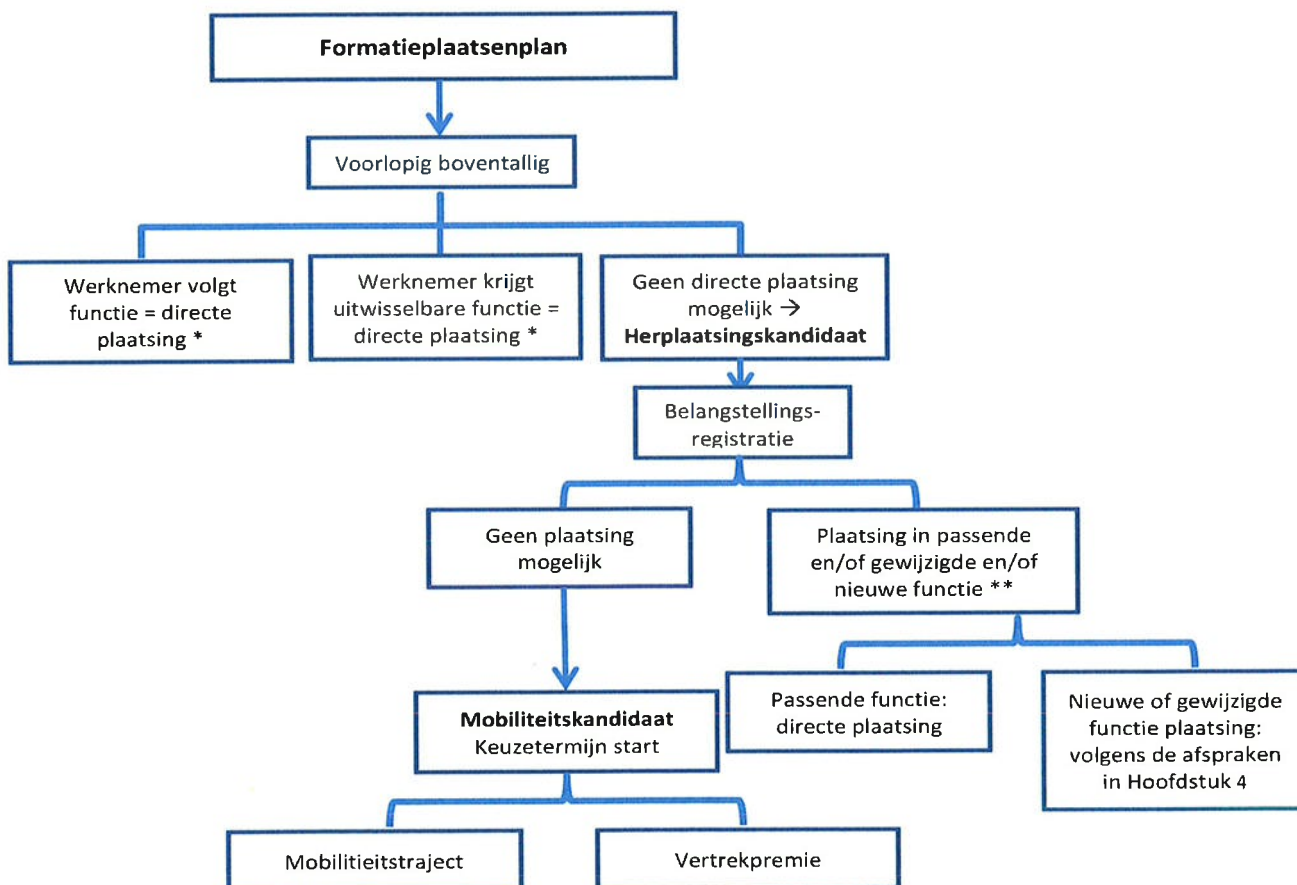 Formatieplaatsenplan
Voorlopig boventallig
Werknemer volgt
functie = directe
plaatsing *
Werknemer krijgt
uitwisselbare functie =
directe plaatsing *
Geen directe plaatsing
mogelijk →
Herplaatsingskandidaat
Belangstellings-
registratie
Geen plaatsing
mogelijk
Plaatsing in passende
en/of gewijzigde en/of
nieuwe functie **
Mobiliteitskandidaat
Keuzetermijn start
Passende functie:
directe plaatsing
Nieuwe of gewijzigde
functie plaatsing:
volgens de afspraken
in Hoofdstuk 4
Mobilitieitstraject
Vertrekpremie